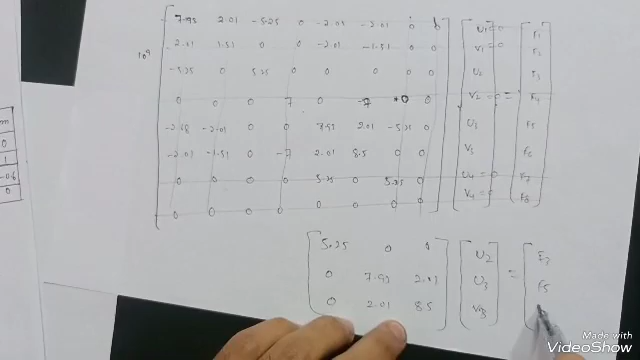 7.93 2.01 -5.25 0 -2.01 -2.01 0 0 U1=0 F1
-2.01 1.51 0 0 -2.01 -1.51 0 0 V1=0 F2
10⁴
-5.25 0 5.25 0 0 0 0 0 U2 F3
0 0 0 7 0 -7 0 0 V2=0 = F4
-2.68 -2.01 0 0 7.93 2.01 -5.25 0 U3 F5
-2.01 -1.51 0 -7 2.01 8.5 0 0 V3 F6
0 0 0 0 5.25 0 5.25 0 U4=0 F7
0 0 0 0 0 0 0 V4=0 F8
m
0
1
-0.6
0
5.25 0 U2 F3
0 7.93 2.01 U3 = F5
0 2.01 8.5 V3
Made with
VideoShow